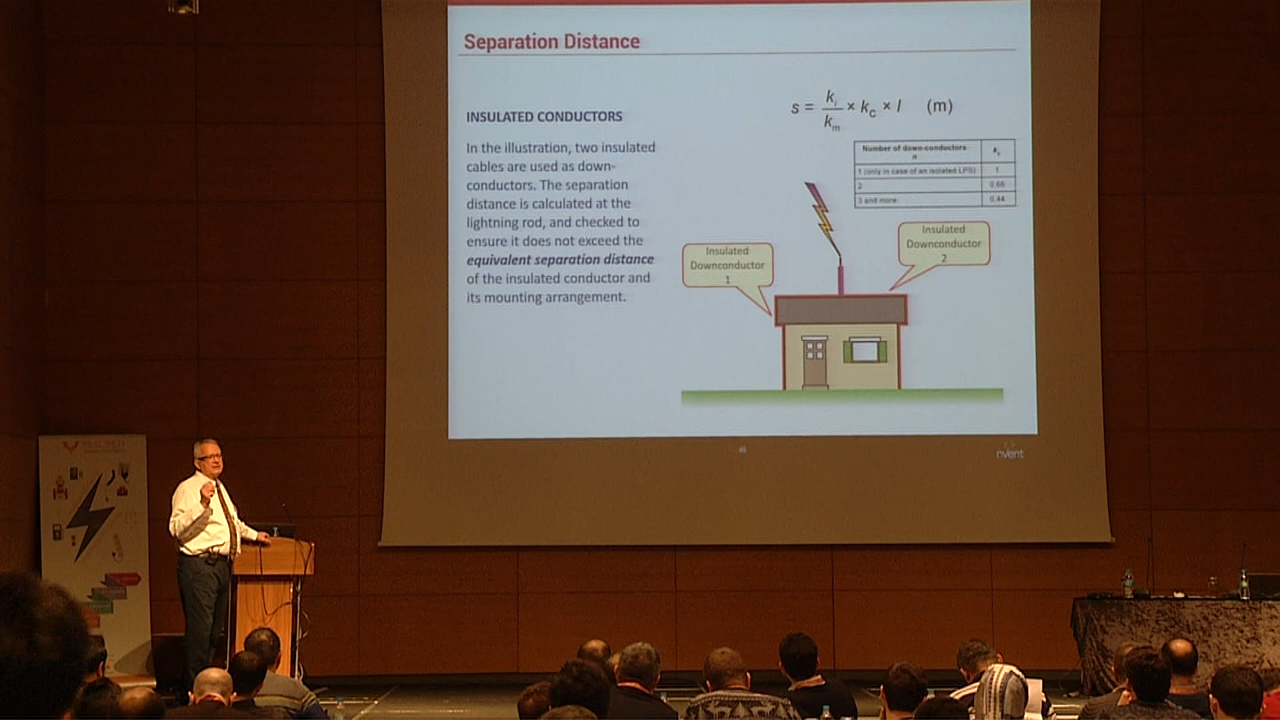 Separation Distance
INSULATED CONDUCTORS
In the illustration, two insulated
cables are used as down-
conductors. The separation
distance is calculated at the
lightning rod, and checked to
ensure it does not exceed the
equivalent separation distance
of the insulated conductor and
its mounting arrangement.
s = ki/km × kc × l (m)
Number of down-conductors kc
n
1 (only in case of an isolated LPS) 1
2 0,66
3 and more 0,44
Insulated
Downconductor
1
Insulated
Downconductor
2
nVent